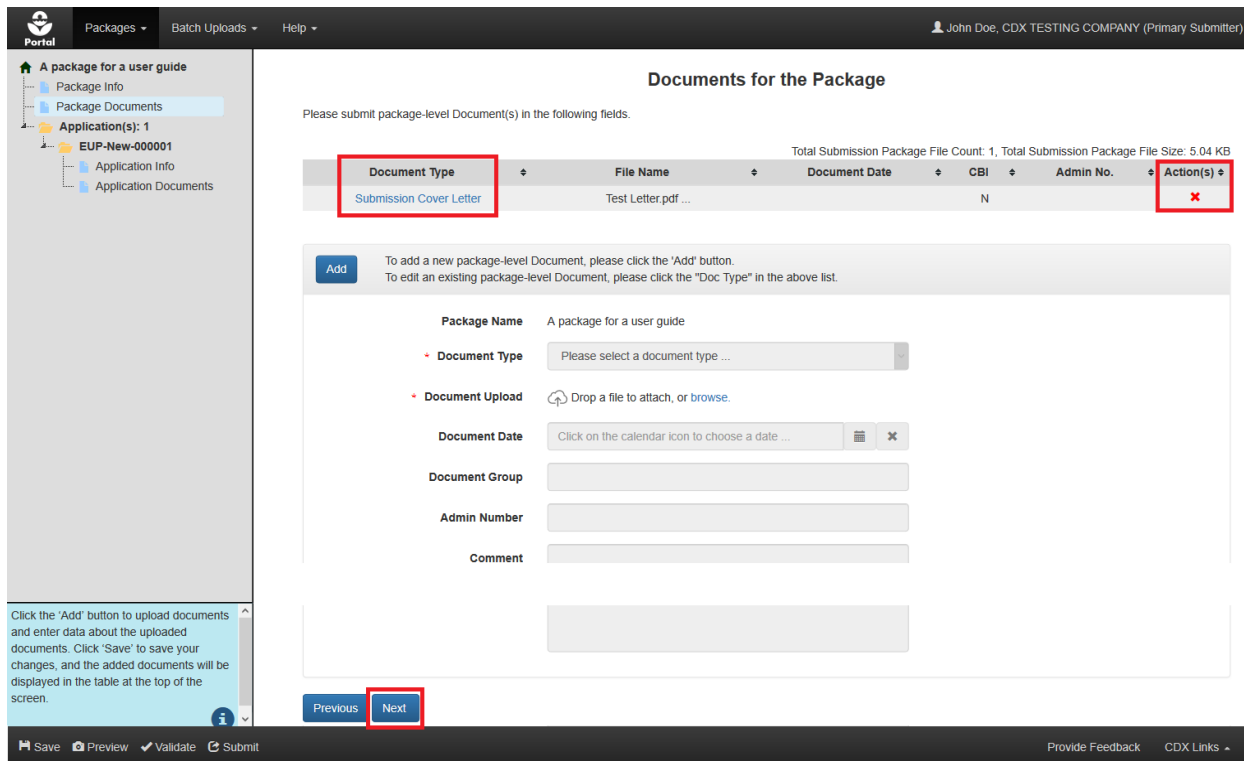 Portal
Packages
Batch Uploads
Help
John Doe, CDX TESTING COMPANY (Primary Submitter)
A package for a user guide
Package Info
Package Documents
Application(s): 1
EUP-New-000001
Application Info
Application Documents
Documents for the Package
Please submit package-level Document(s) in the following fields.
Total Submission Package File Count: 1, Total Submission Package File Size: 5.04 KB
Document Type File Name Document Date CBI Admin No. Action(s)
Submission Cover Letter Test Letter.pdf ... N
Add
To add a new package-level Document, please click the 'Add' button.
To edit an existing package-level Document, please click the "Doc Type" in the above list.
Package Name A package for a user guide
* Document Type Please select a document type ...
* Document Upload Drop a file to attach, or browse.
Document Date Click on the calendar icon to choose a date ...
Document Group
Admin Number
Comment
Click the 'Add' button to upload documents
and enter data about the uploaded
documents. Click 'Save' to save your
changes, and the added documents will be
displayed in the table at the top of the
screen.
Previous Next
Save Preview Validate Submit
Provide Feedback CDX Links